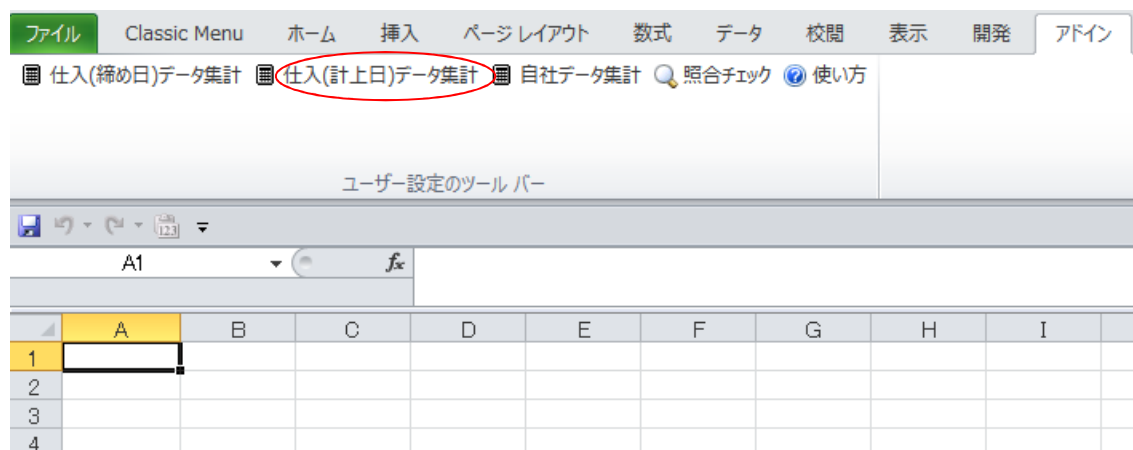 ファイル Classic Menu ホーム 挿入 ページ レイアウト 数式 データ 校閲 表示 開発 アドイン
仕入(締め日)データ集計 仕入(計上日)データ集計 自社データ集計 照合チェック 使い方
ユーザー設定のツール バー
123
A1 fx
A B C D E F G H I
1
2
3
4